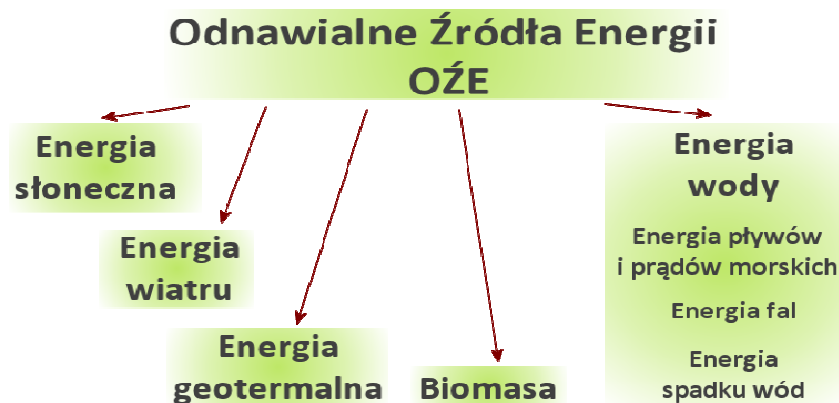 Odnawialne Źródła Energii
OŹE
Energia
słoneczna
Energia
wiatru
Energia
geotermalna
Biomasa
Energia
wody
Energia pływów
i prądów morskich
Energia fal
Energia
spadku wód